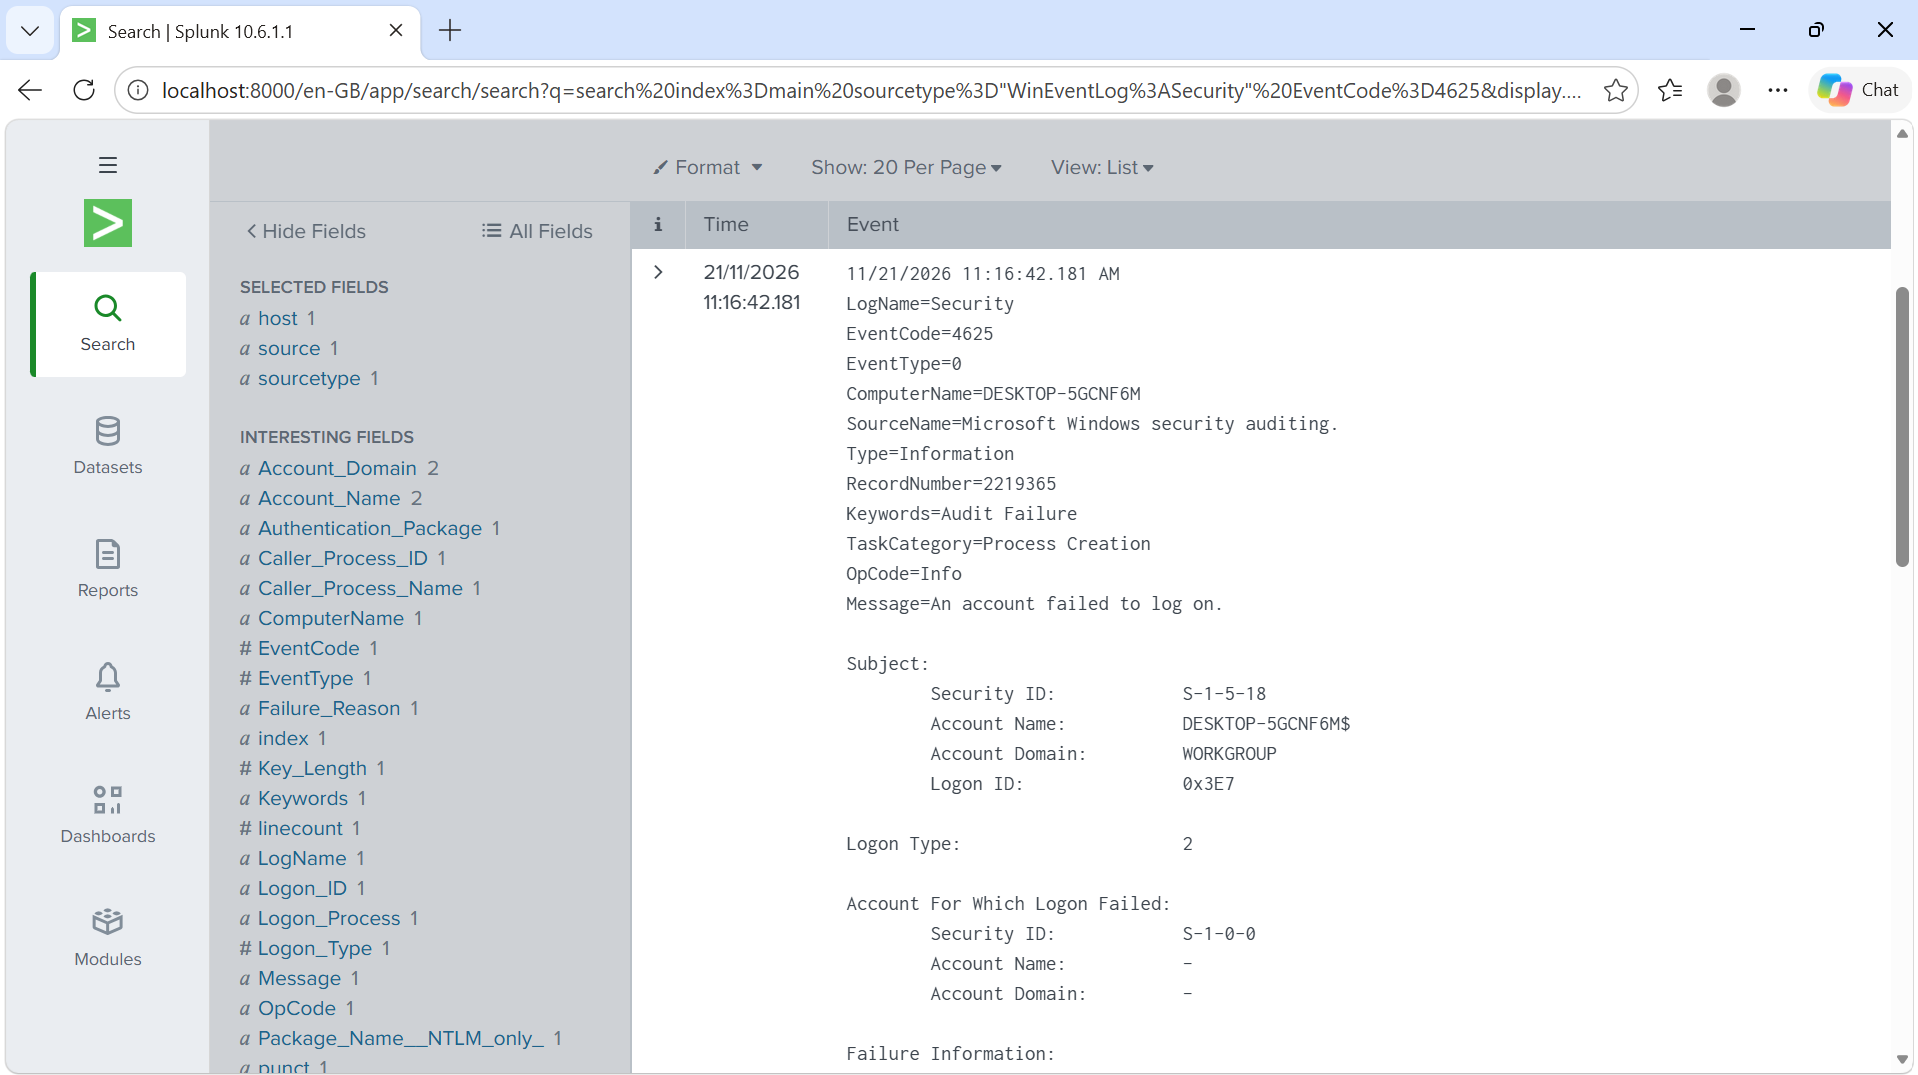 Search | Splunk 10.6.1.1
localhost:8000/en-GB/app/search/search?q=search%20index%3Dmain%20sourcetype%3D"WinEventLog%3ASecurity"%20EventCode%3D4625&display....
Chat
Search
Datasets
Reports
Alerts
Dashboards
Modules
Format
Show: 20 Per Page
View: List
Hide Fields
All Fields
SELECTED FIELDS
a host 1
a source 1
a sourcetype 1
INTERESTING FIELDS
a Account_Domain 2
a Account_Name 2
a Authentication_Package 1
a Caller_Process_ID 1
a Caller_Process_Name 1
a ComputerName 1
# EventCode 1
# EventType 1
a Failure_Reason 1
a index 1
# Key_Length 1
a Keywords 1
# linecount 1
a LogName 1
a Logon_ID 1
a Logon_Process 1
# Logon_Type 1
a Message 1
a OpCode 1
a Package_Name__NTLM_only_ 1
a punct 1
i Time Event
21/11/2026
11:16:42.181
11/21/2026 11:16:42.181 AM
LogName=Security
EventCode=4625
EventType=0
ComputerName=DESKTOP-5GCNF6M
SourceName=Microsoft Windows security auditing.
Type=Information
RecordNumber=2219365
Keywords=Audit Failure
TaskCategory=Process Creation
OpCode=Info
Message=An account failed to log on.
Subject:
Security ID: S-1-5-18
Account Name: DESKTOP-5GCNF6M$
Account Domain: WORKGROUP
Logon ID: 0x3E7
Logon Type: 2
Account For Which Logon Failed:
Security ID: S-1-0-0
Account Name: -
Account Domain: -
Failure Information: